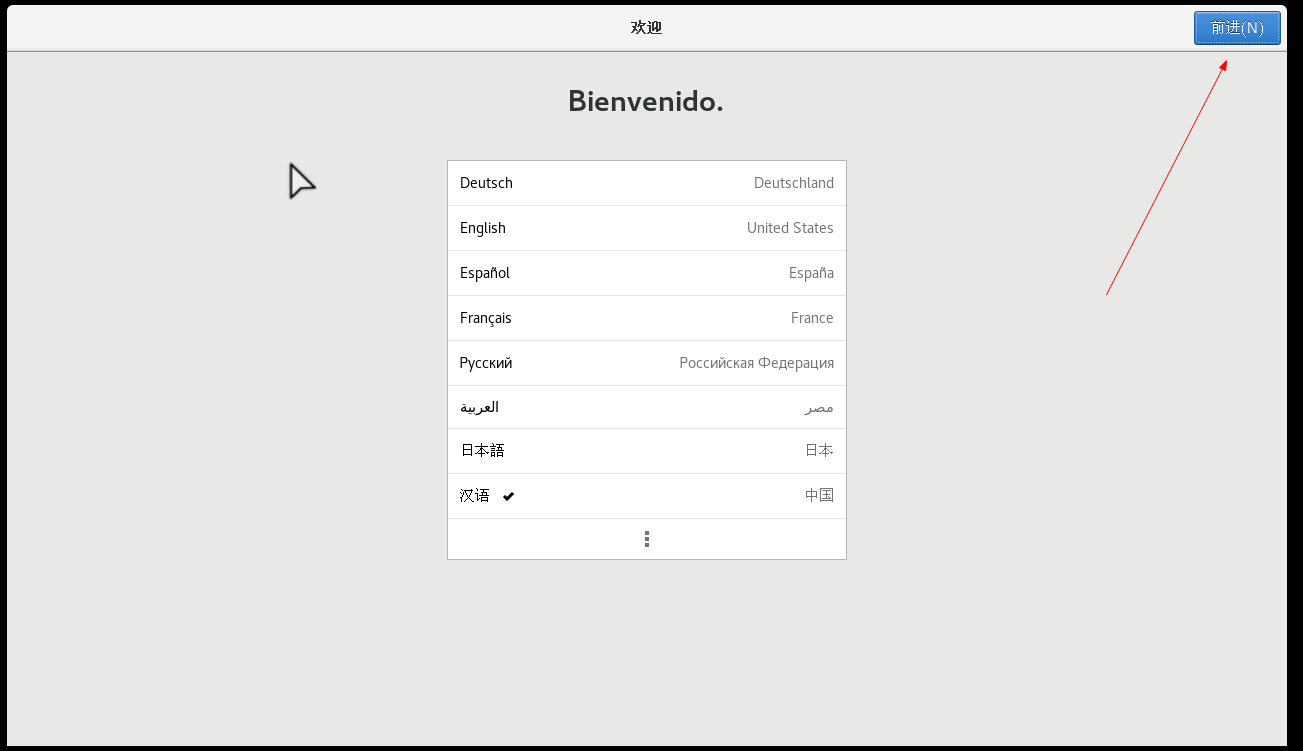 欢迎
前进(N)
Bienvenido.
Deutsch Deutschland
English United States
Español España
Français France
Русский Российская Федерация
العربية مصر
日本語 日本
汉语 中国